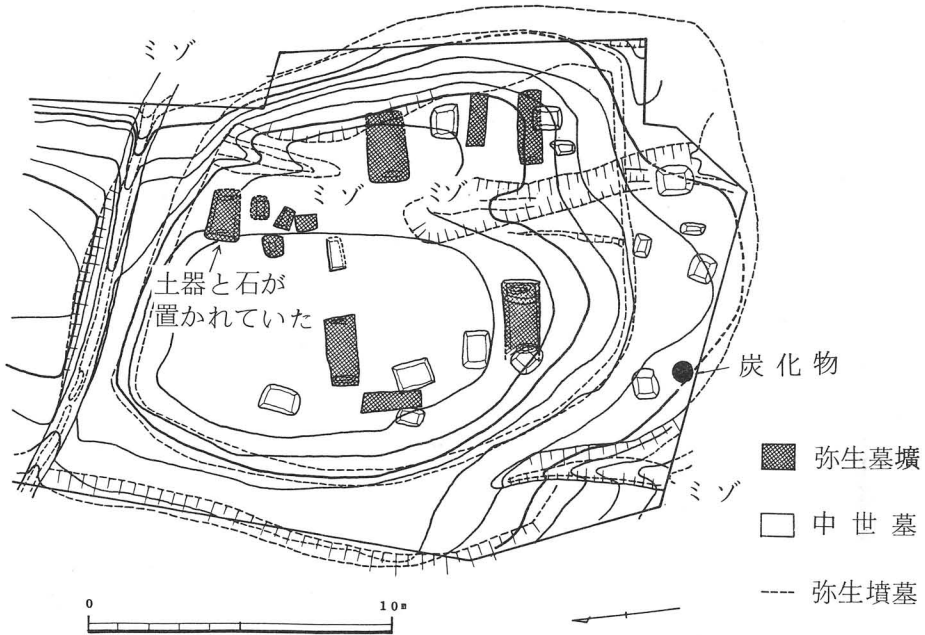 ミゾ
ミゾ
ミゾ
土器と石が
置かれていた
炭化物
弥生墓壙
中世墓
弥生墳墓
ミゾ
0
10m